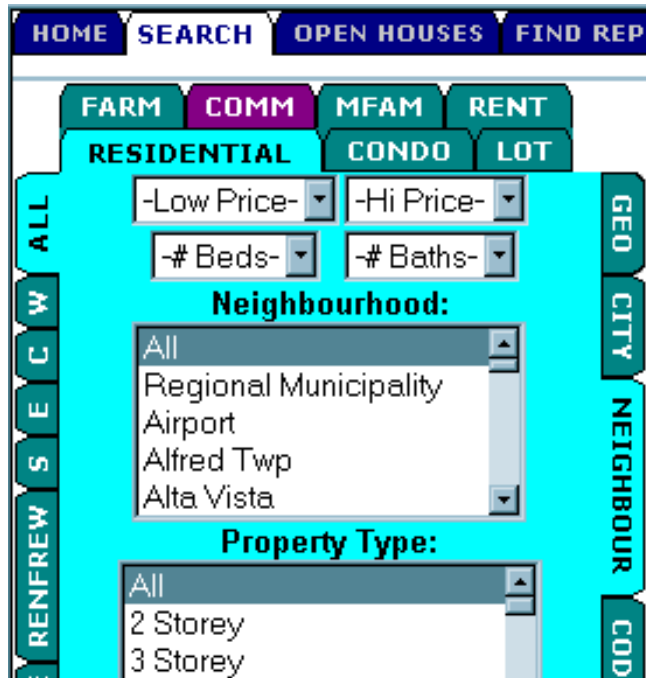 HOME SEARCH OPEN HOUSES FIND REP
FARM COMM MFAM RENT
RESIDENTIAL CONDO LOT
-Low Price- -Hi Price-
-# Beds- -# Baths-
Neighbourhood:
All
Regional Municipality
Airport
Alfred Twp
Alta Vista
Property Type:
All
2 Storey
3 Storey
ALL
W
C
E
S
RENFREW
GEO
CITY
NEIGHBOUR
COD